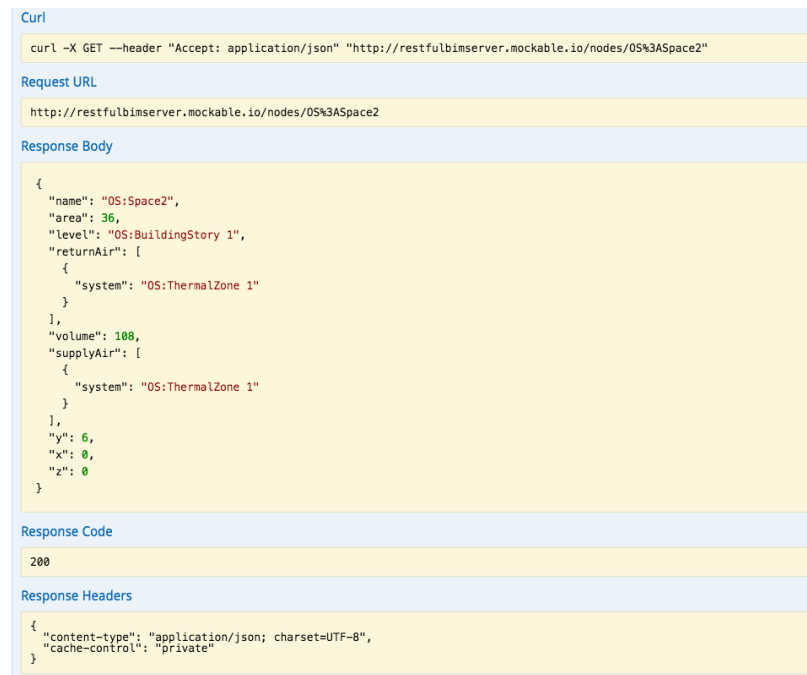 Curl
curl -X GET --header "Accept: application/json" "http://restfulbimserver.mockable.io/nodes/OS%3ASpace2"
Request URL
http://restfulbimserver.mockable.io/nodes/OS%3ASpace2
Response Body
{
  "name": "OS:Space2",
  "area": 36,
  "level": "OS:BuildingStory 1",
  "returnAir": [
    {
      "system": "OS:ThermalZone 1"
    }
  ],
  "volume": 108,
  "supplyAir": [
    {
      "system": "OS:ThermalZone 1"
    }
  ],
  "y": 6,
  "x": 0,
  "z": 0
}
Response Code
200
Response Headers
{
  "content-type": "application/json; charset=UTF-8",
  "cache-control": "private"
}